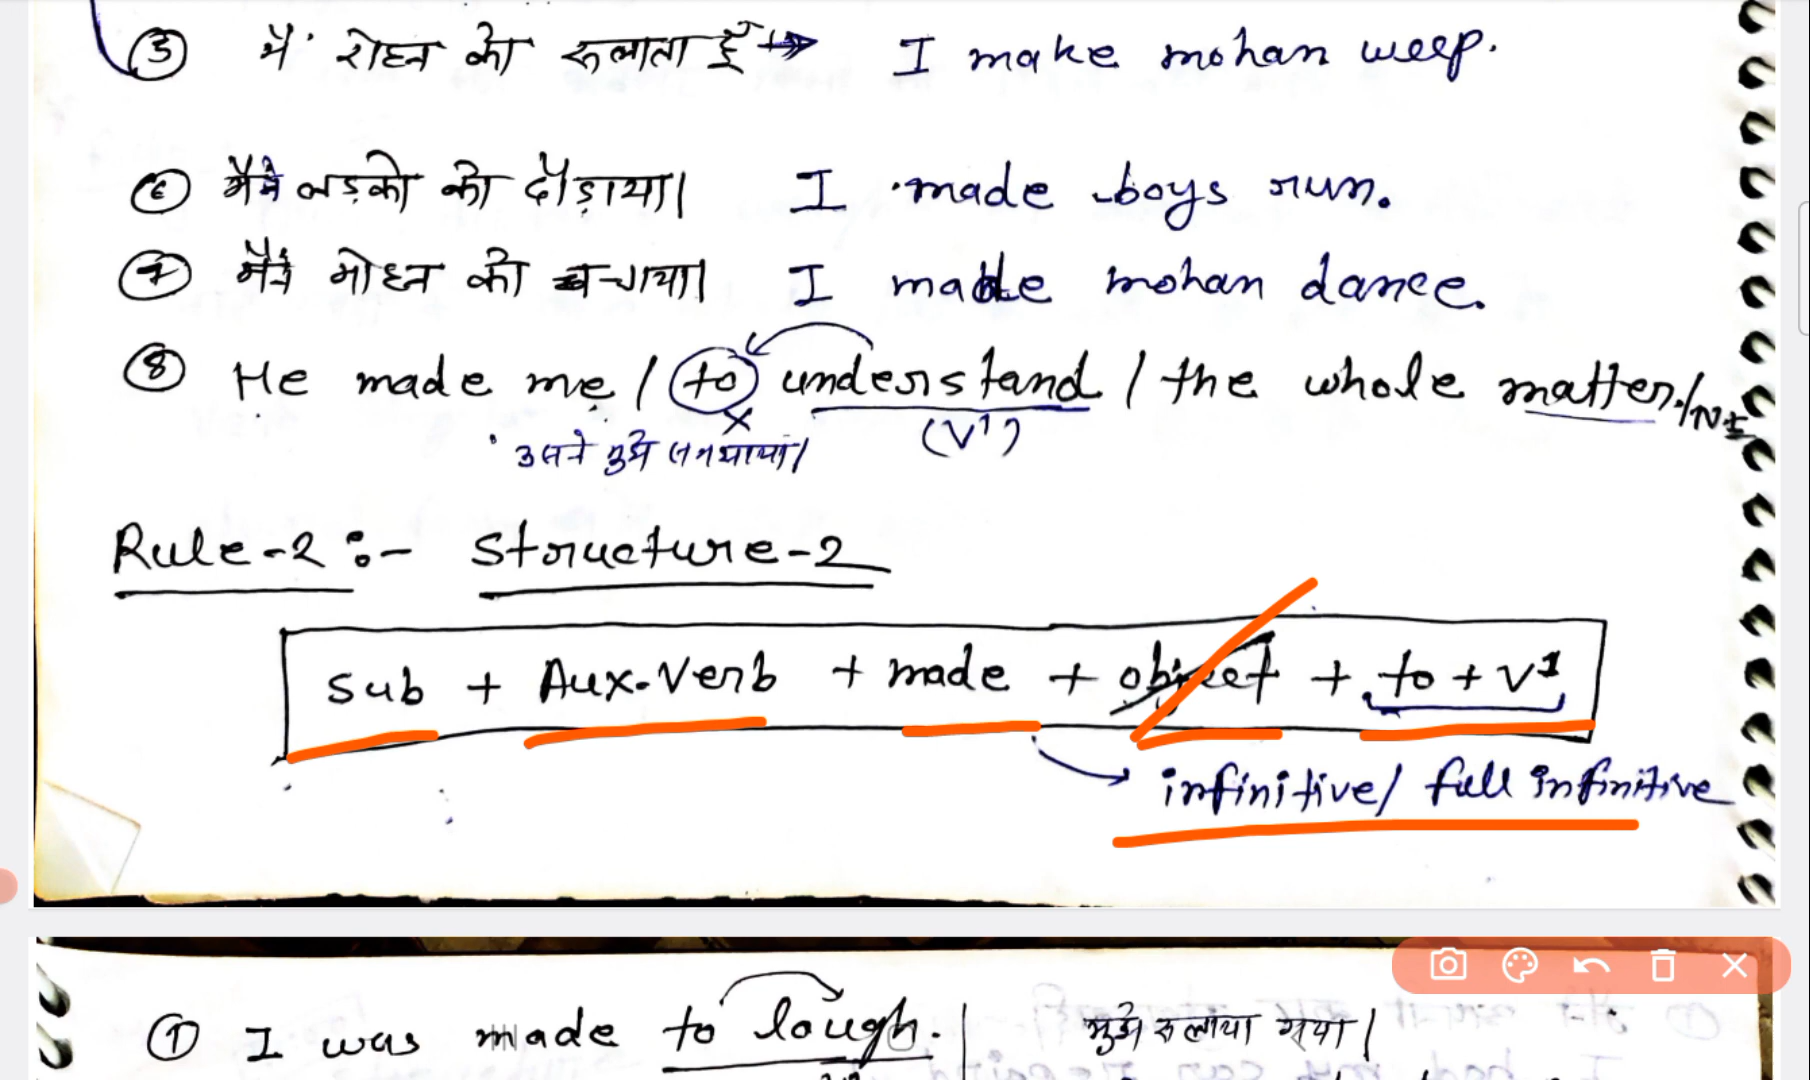 ⑤ मैं रोहन को रूलाता हूँ → I make mohan weep.
⑥ मैंने लड़को को दौड़ाया। I made boys run.
⑦ मैंने मोहन को नचाया। I made mohan dance.
⑧ He made me / to understand / the whole matter. /N.E
× (V¹)
उसने मुझे समझाया।
Rule-2 :- Structure-2
Sub + Aux.Verb + made + object + to + V¹
infinitive / full infinitive
① I was made to lough. | मुझे रुलाया गया।